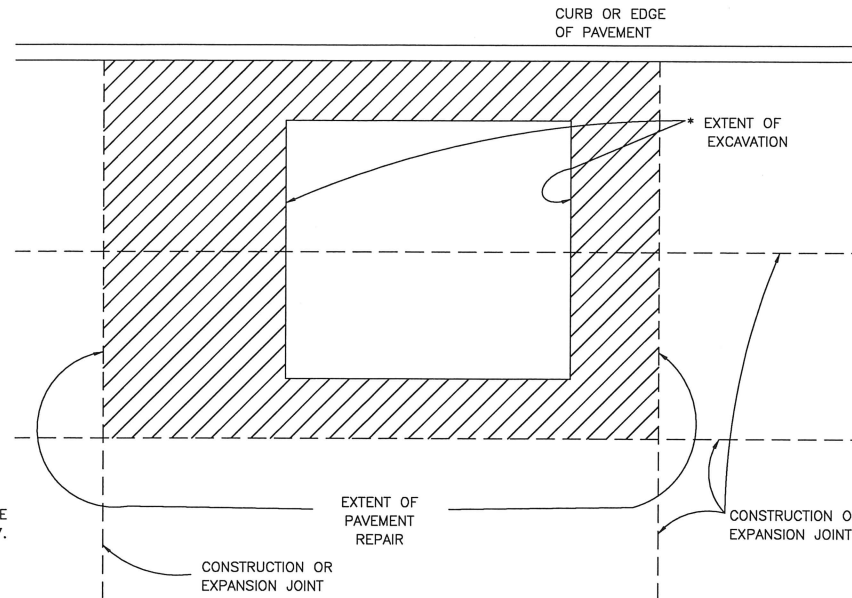 CURB OR EDGE
OF PAVEMENT
* EXTENT OF
EXCAVATION
EXTENT OF
PAVEMENT
REPAIR
CONSTRUCTION O
EXPANSION JOINT
CONSTRUCTION OR
EXPANSION JOINT